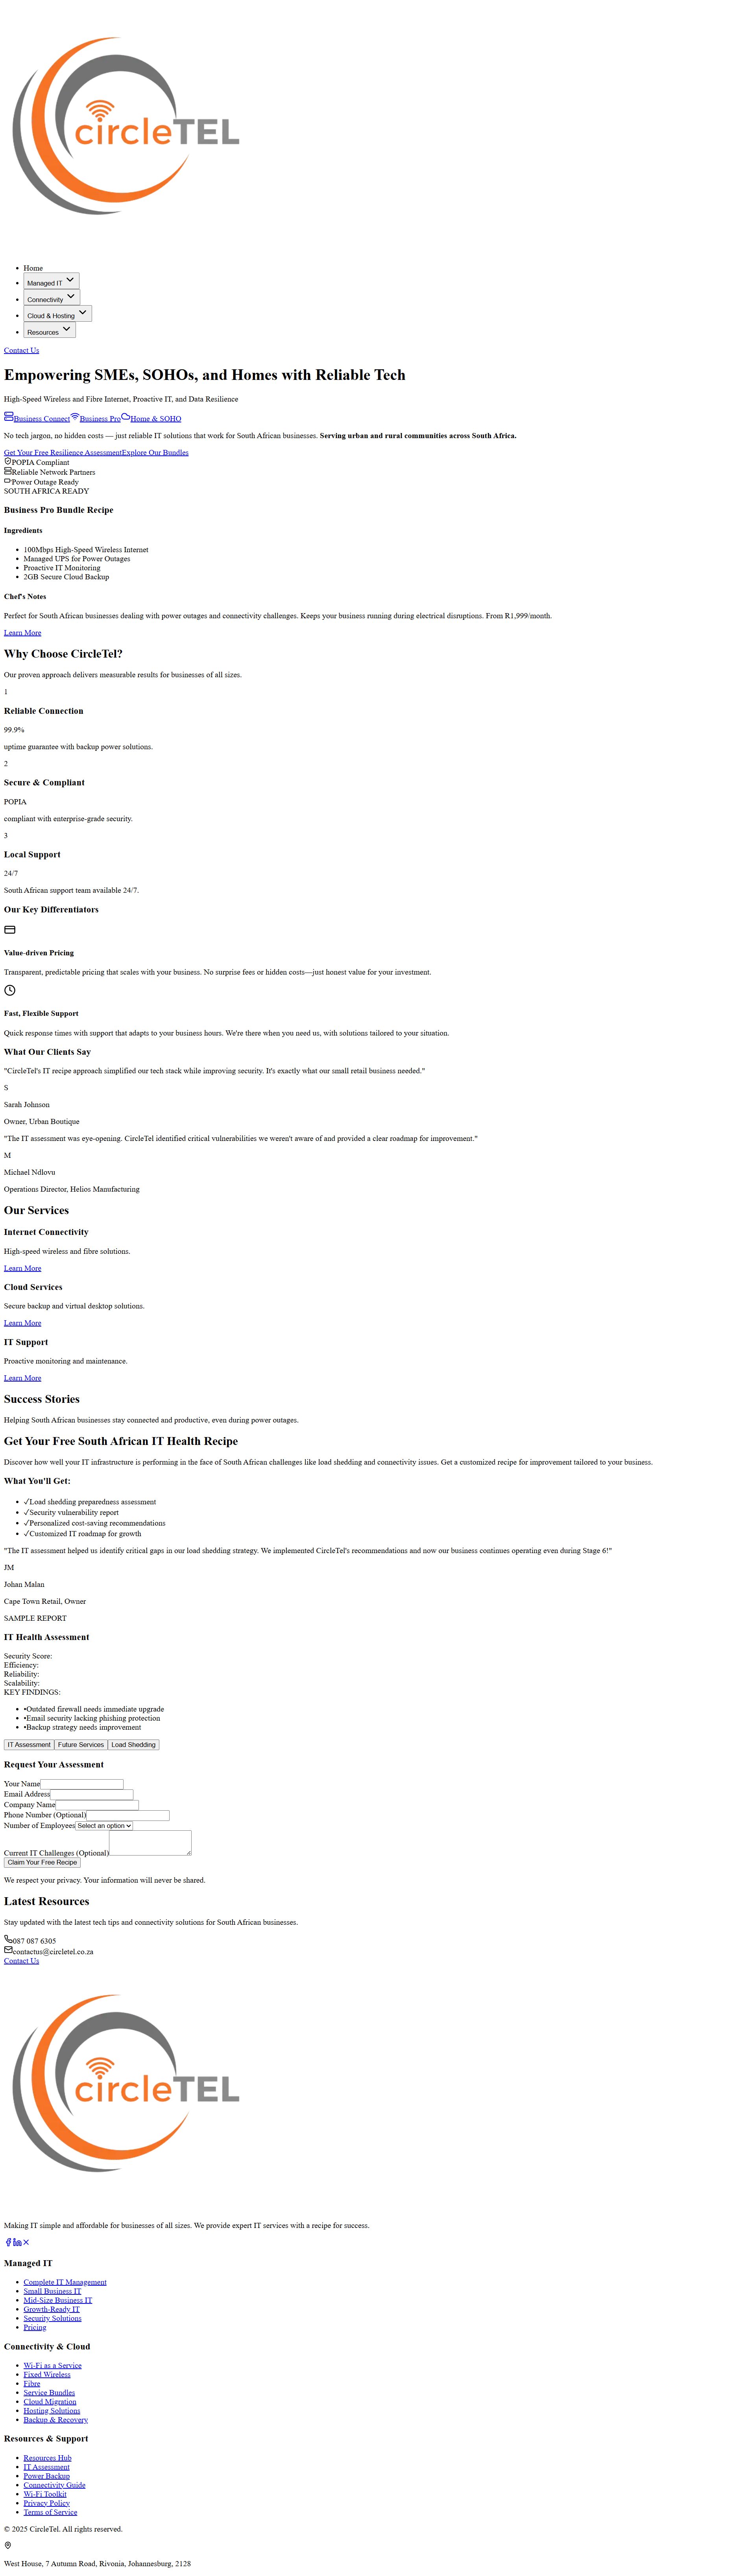 circleTEL
Home
Managed IT
Connectivity
Cloud & Hosting
Resources
Contact Us
Empowering SMEs, SOHOs, and Homes with Reliable Tech
High-Speed Wireless and Fibre Internet, Proactive IT, and Data Resilience
Business Connect Business Pro Home & SOHO
No tech jargon, no hidden costs — just reliable IT solutions that work for South African businesses. Serving urban and rural communities across South Africa.
Get Your Free Resilience AssessmentExplore Our Bundles
POPIA Compliant
Reliable Network Partners
Power Outage Ready
SOUTH AFRICA READY
Business Pro Bundle Recipe
Ingredients
100Mbps High-Speed Wireless Internet
Managed UPS for Power Outages
Proactive IT Monitoring
2GB Secure Cloud Backup
Chef's Notes
Perfect for South African businesses dealing with power outages and connectivity challenges. Keeps your business running during electrical disruptions. From R1,999/month.
Learn More
Why Choose CircleTel?
Our proven approach delivers measurable results for businesses of all sizes.
1
Reliable Connection
99.9%
uptime guarantee with backup power solutions.
2
Secure & Compliant
POPIA
compliant with enterprise-grade security.
3
Local Support
24/7
South African support team available 24/7.
Our Key Differentiators
Value-driven Pricing
Transparent, predictable pricing that scales with your business. No surprise fees or hidden costs—just honest value for your investment.
Fast, Flexible Support
Quick response times with support that adapts to your business hours. We're there when you need us, with solutions tailored to your situation.
What Our Clients Say
"CircleTel's IT recipe approach simplified our tech stack while improving security. It's exactly what our small retail business needed."
S
Sarah Johnson
Owner, Urban Boutique
"The IT assessment was eye-opening. CircleTel identified critical vulnerabilities we weren't aware of and provided a clear roadmap for improvement."
M
Michael Ndlovu
Operations Director, Helios Manufacturing
Our Services
Internet Connectivity
High-speed wireless and fibre solutions.
Learn More
Cloud Services
Secure backup and virtual desktop solutions.
Learn More
IT Support
Proactive monitoring and maintenance.
Learn More
Success Stories
Helping South African businesses stay connected and productive, even during power outages.
Get Your Free South African IT Health Recipe
Discover how well your IT infrastructure is performing in the face of South African challenges like load shedding and connectivity issues. Get a customized recipe for improvement tailored to your business.
What You'll Get:
✓Load shedding preparedness assessment
✓Security vulnerability report
✓Personalized cost-saving recommendations
✓Customized IT roadmap for growth
"The IT assessment helped us identify critical gaps in our load shedding strategy. We implemented CircleTel's recommendations and now our business continues operating even during Stage 6!"
JM
Johan Malan
Cape Town Retail, Owner
SAMPLE REPORT
IT Health Assessment
Security Score:
Efficiency:
Reliability:
Scalability:
KEY FINDINGS:
•Outdated firewall needs immediate upgrade
•Email security lacking phishing protection
•Backup strategy needs improvement
IT Assessment Future Services Load Shedding
Request Your Assessment
Your Name
Email Address
Company Name
Phone Number (Optional)
Number of Employees Select an option
Current IT Challenges (Optional)
Claim Your Free Recipe
We respect your privacy. Your information will never be shared.
Latest Resources
Stay updated with the latest tech tips and connectivity solutions for South African businesses.
087 087 6305
contactus@circletel.co.za
Contact Us
circleTEL
Making IT simple and affordable for businesses of all sizes. We provide expert IT services with a recipe for success.
Managed IT
Complete IT Management
Small Business IT
Mid-Size Business IT
Growth-Ready IT
Security Solutions
Pricing
Connectivity & Cloud
Wi-Fi as a Service
Fixed Wireless
Fibre
Service Bundles
Cloud Migration
Hosting Solutions
Backup & Recovery
Resources & Support
Resources Hub
IT Assessment
Power Backup
Connectivity Guide
Wi-Fi Toolkit
Privacy Policy
Terms of Service
© 2025 CircleTel. All rights reserved.
West House, 7 Autumn Road, Rivonia, Johannesburg, 2128